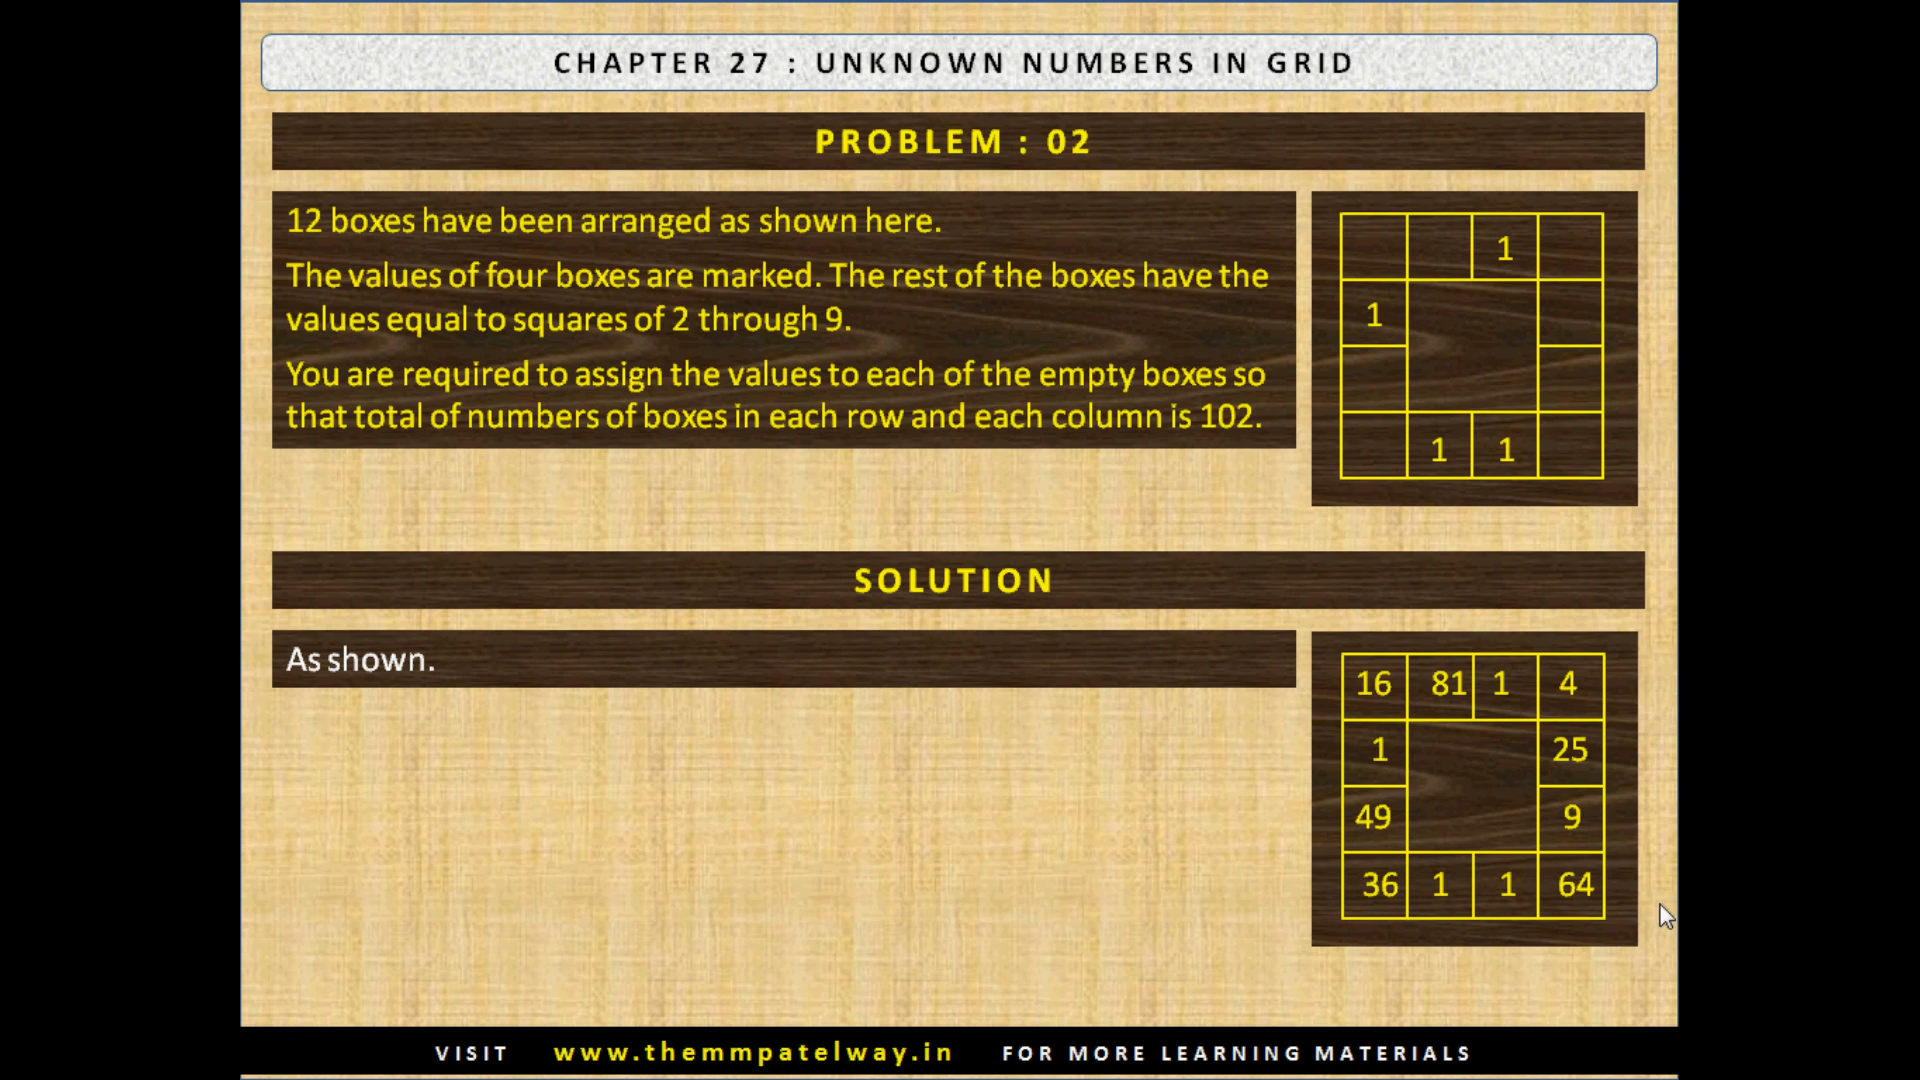 CHAPTER 27 : UNKNOWN NUMBERS IN GRID
PROBLEM : 02
12 boxes have been arranged as shown here.
The values of four boxes are marked. The rest of the boxes have the
values equal to squares of 2 through 9.
You are required to assign the values to each of the empty boxes so
that total of numbers of boxes in each row and each column is 102.
1
1
1 1
SOLUTION
As shown.
16 81 1 4
1 25
49 9
36 1 1 64
VISIT www.themmpatelway.in FOR MORE LEARNING MATERIALS